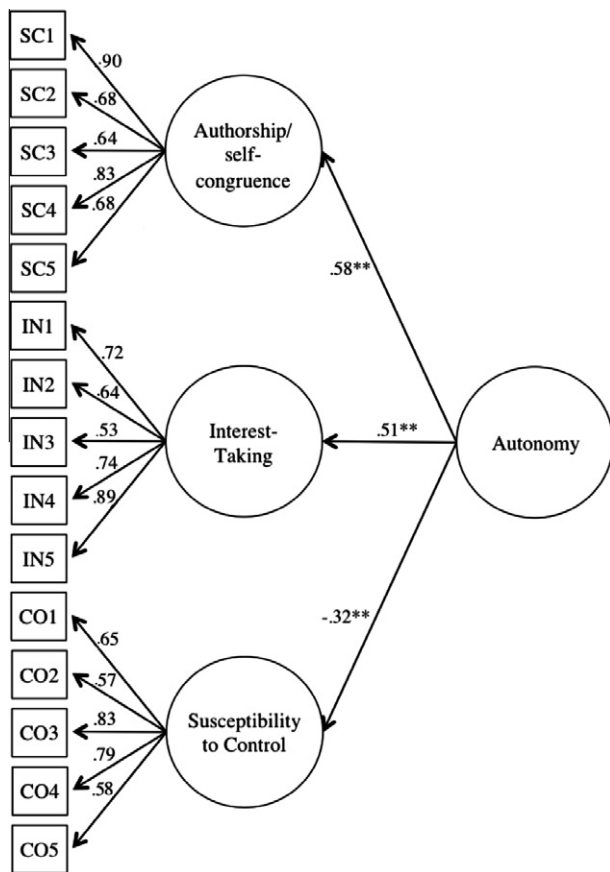 SC1
.90
SC2
.68
SC3
.64
SC4
.83
SC5
.68
Authorship/
self-
congruence
.58**
IN1
.72
IN2
.64
IN3
.53
IN4
.74
IN5
.89
Interest-
Taking
.51**
Autonomy
-.32**
CO1
.65
CO2
.57
CO3
.83
CO4
.79
CO5
.58
Susceptibility
to Control